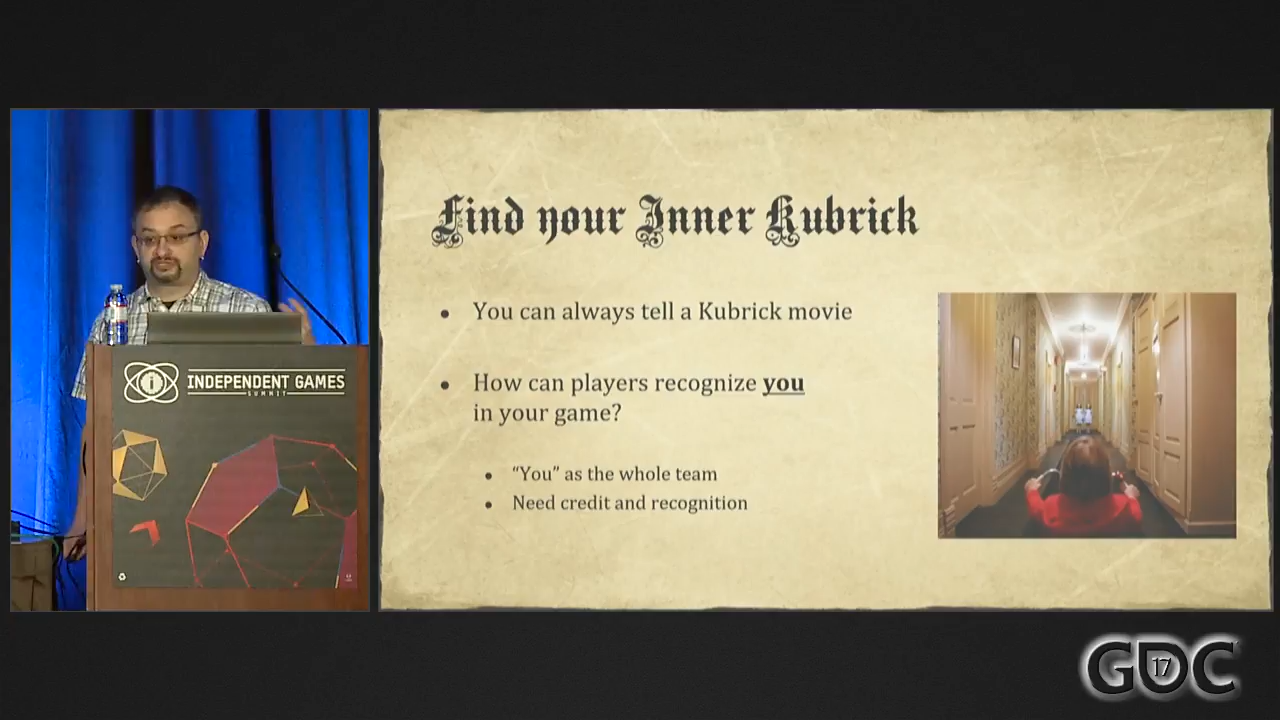 Find your Inner Kubrick
● You can always tell a Kubrick movie
● How can players recognize you
in your game?
● “You” as the whole team
● Need credit and recognition
i INDEPENDENT GAMES
SUMMIT
GDC
17